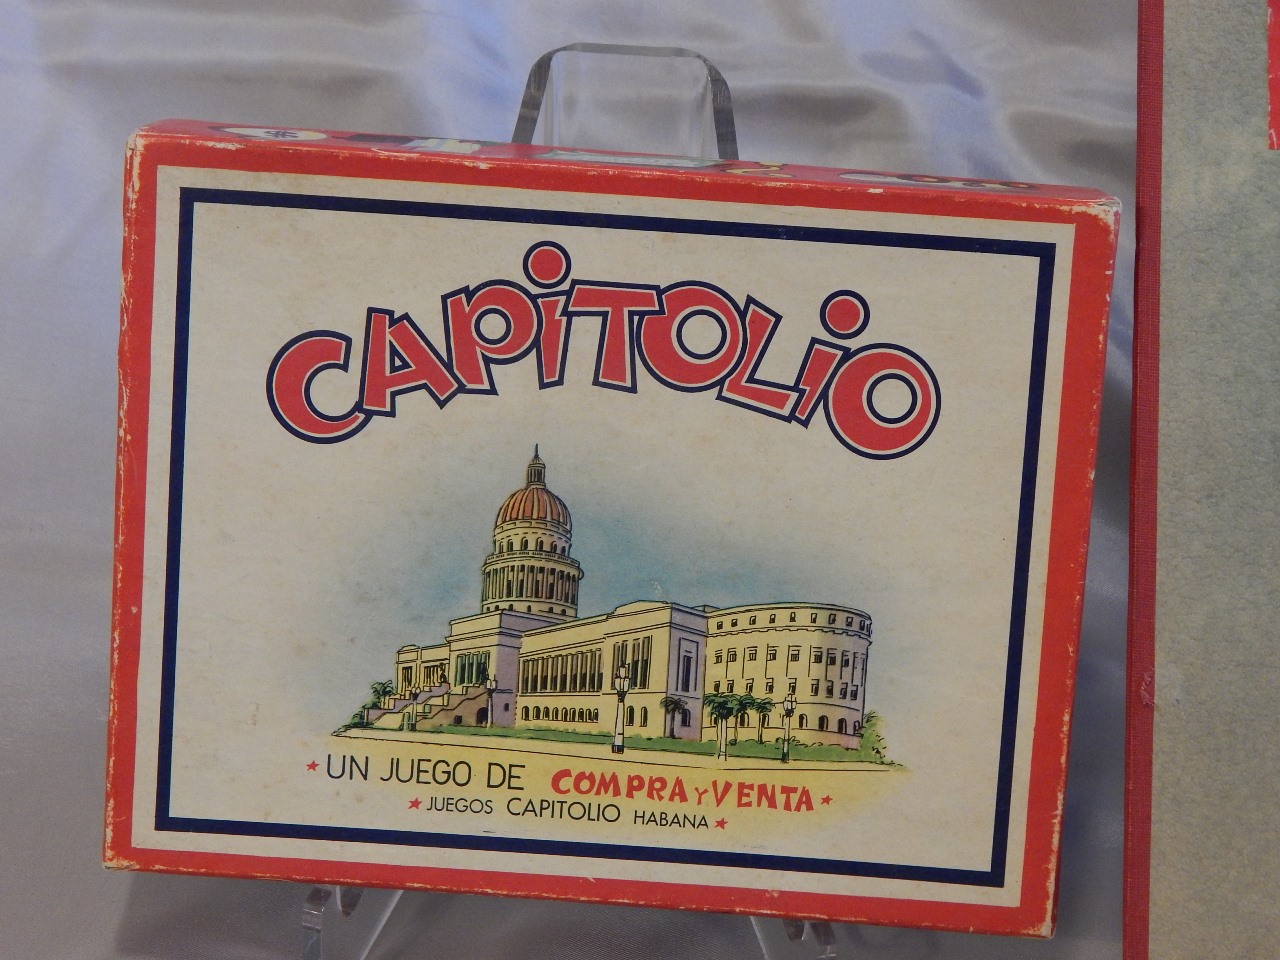 CAPiTOLiO
★ UN JUEGO DE COMPRA Y VENTA ★
★ JUEGOS CAPITOLIO HABANA ★